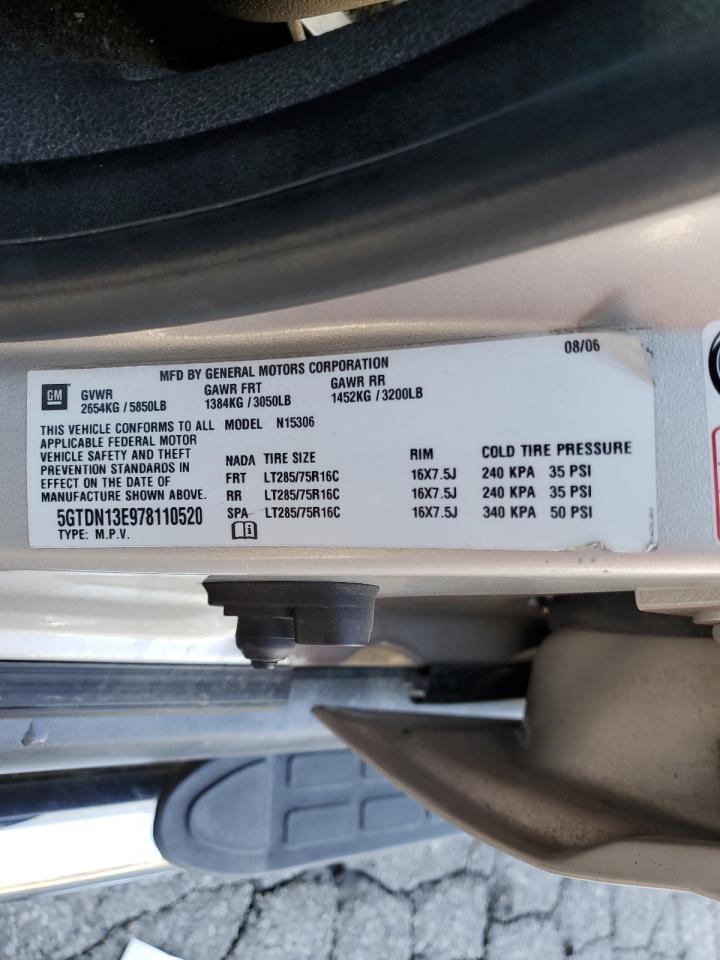 MFD BY GENERAL MOTORS CORPORATION 08/06
GM GVWR GAWR FRT GAWR RR
2654KG / 5850LB 1384KG / 3050LB 1452KG / 3200LB
THIS VEHICLE CONFORMS TO ALL MODEL N15306
APPLICABLE FEDERAL MOTOR
VEHICLE SAFETY AND THEFT
PREVENTION STANDARDS IN
EFFECT ON THE DATE OF
MANUFACTURE SHOWN ABOVE.
5GTDN13E978110520
TYPE: M.P.V.
NADA TIRE SIZE RIM COLD TIRE PRESSURE
FRT LT285/75R16C 16X7.5J 240 KPA 35 PSI
RR LT285/75R16C 16X7.5J 240 KPA 35 PSI
SPA LT285/75R16C 16X7.5J 340 KPA 50 PSI